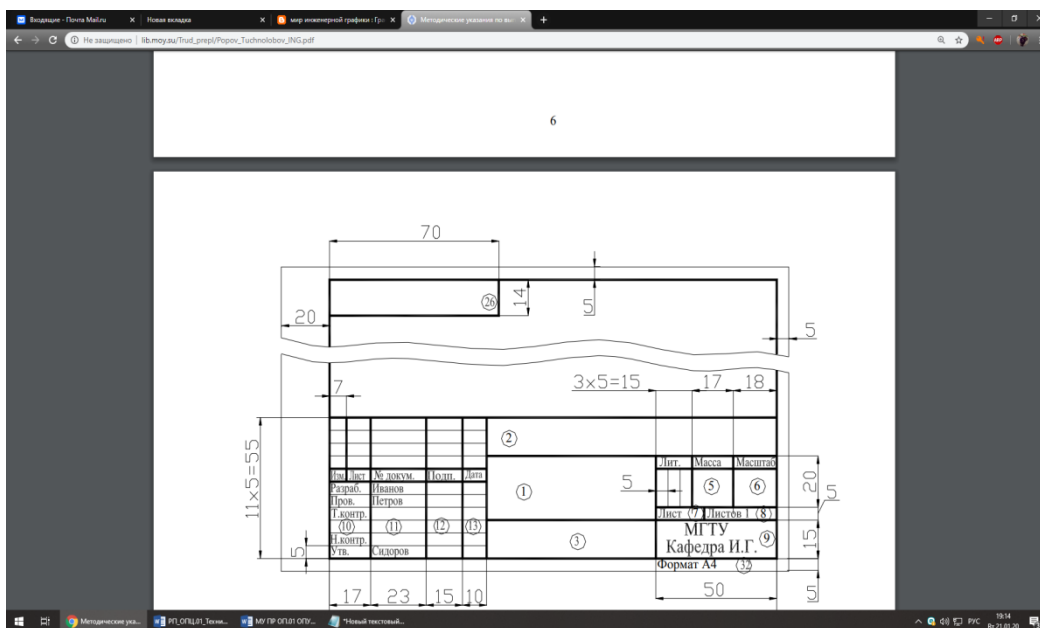 Входящие - Почта Mail.ru
Новая вкладка
мир инженерной графики : Гра
Методические указание по вып
Не защищено | lib.moy.su/Trud_prepl/Popov_Tuchnolobov_ING.pdf
6
70
26
14
5
20
5
3×5=15
17
18
7
2
11×5=55
Лит.
Масса
Масштаб
Изм.
Лист
№ докум.
Подп.
Дата
5
5
6
20
5
1
Разраб.
Иванов
Пров.
Петров
Т.контр.
Лист
7
Листов 1
8
10
11
12
13
МГТУ
Кафедра И.Г.
9
15
3
Н.контр.
5
Утв.
Сидоров
Формат А4
32
17
23
15
10
50
5
Методические ука...
РП_ОПЦ.01_Техни...
МУ ПР ОП.01 ОПУ...
*Новый текстовый...
РУС
19:14
Вт 21.01.20